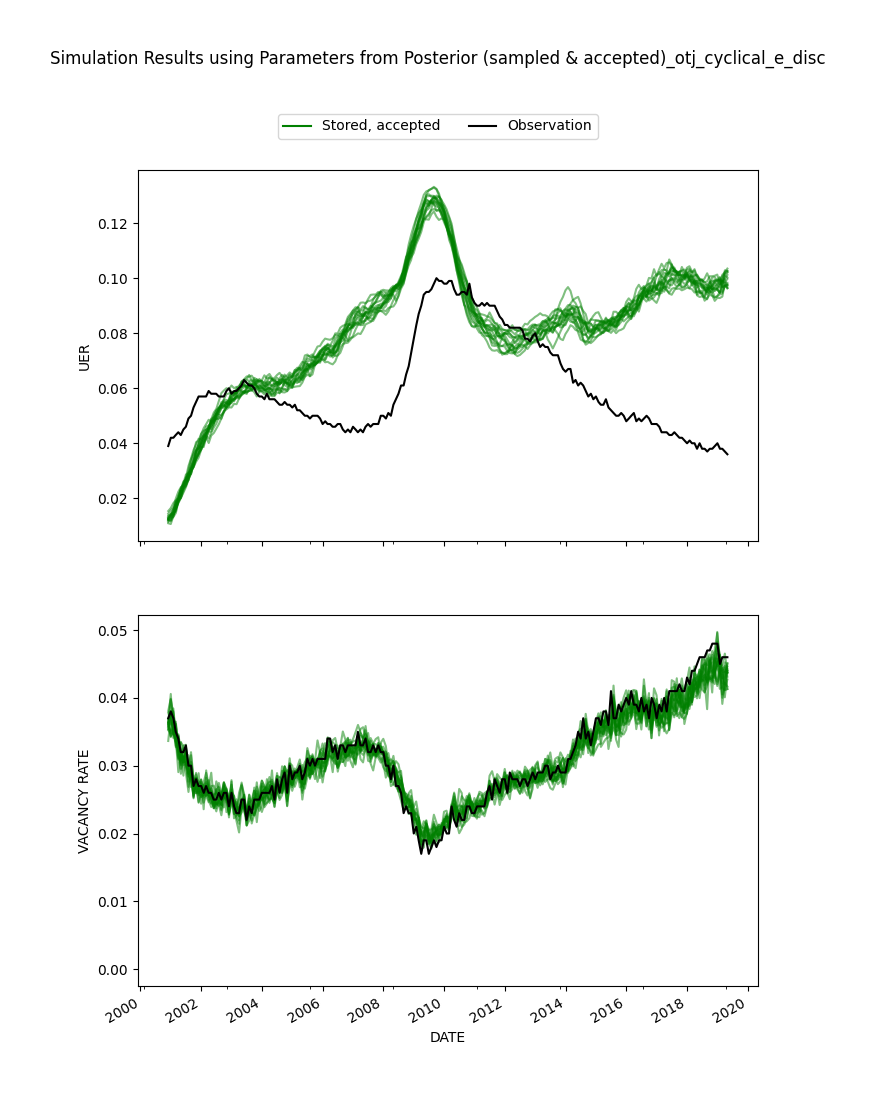 Simulation Results using Parameters from Posterior (sampled & accepted)_otj_cyclical_e_disc
Stored, accepted Observation
0.12
0.10
0.08
0.06
0.04
0.02
UER
0.05
0.04
0.03
0.02
0.01
0.00
VACANCY RATE
2000 2002 2004 2006 2008 2010 2012 2014 2016 2018 2020
DATE